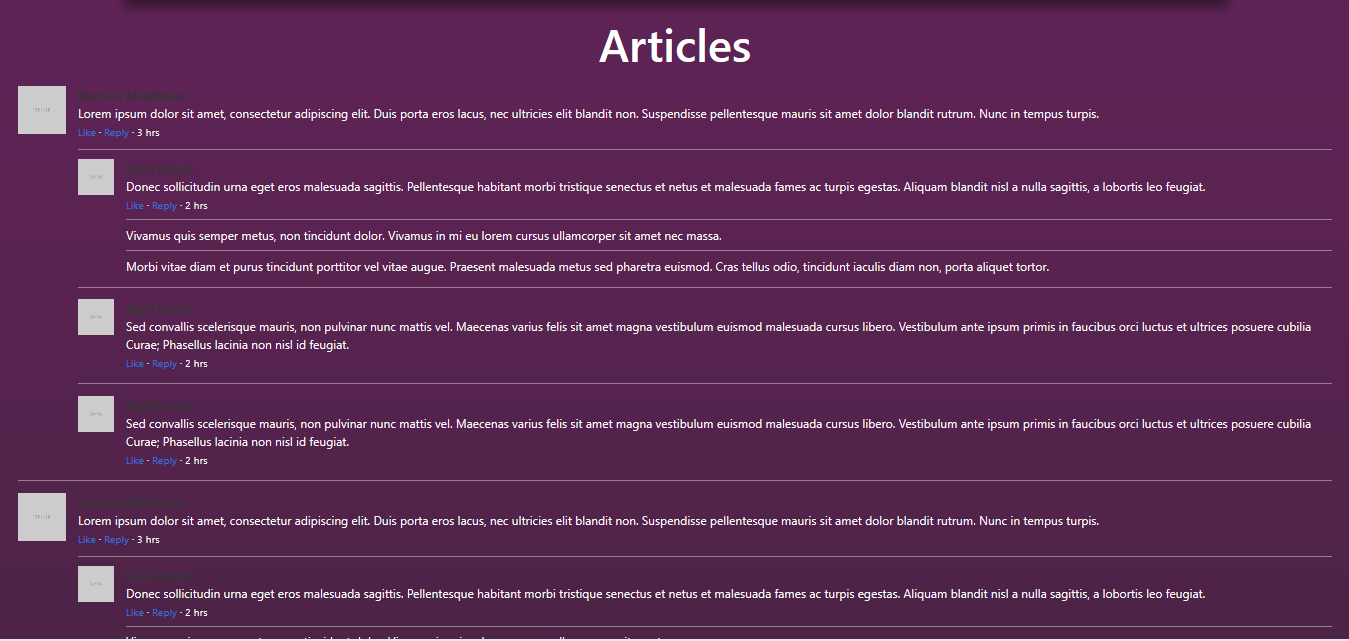 Articles
Barbara Middleton
Lorem ipsum dolor sit amet, consectetur adipiscing elit. Duis porta eros lacus, nec ultricies elit blandit non. Suspendisse pellentesque mauris sit amet dolor blandit rutrum. Nunc in tempus turpis.
Like · Reply · 3 hrs
Sean Brown
Donec sollicitudin urna eget eros malesuada sagittis. Pellentesque habitant morbi tristique senectus et netus et malesuada fames ac turpis egestas. Aliquam blandit nisl a nulla sagittis, a lobortis leo feugiat.
Like · Reply · 2 hrs
Vivamus quis semper metus, non tincidunt dolor. Vivamus in mi eu lorem cursus ullamcorper sit amet nec massa.
Morbi vitae diam et purus tincidunt porttitor vel vitae augue. Praesent malesuada metus sed pharetra euismod. Cras tellus odio, tincidunt iaculis diam non, porta aliquet tortor.
Sed convallis scelerisque mauris, non pulvinar nunc mattis vel. Maecenas varius felis sit amet magna vestibulum euismod malesuada cursus libero. Vestibulum ante ipsum primis in faucibus orci luctus et ultrices posuere cubilia
Curae; Phasellus lacinia non nisl id feugiat.
Like · Reply · 2 hrs
Sed convallis scelerisque mauris, non pulvinar nunc mattis vel. Maecenas varius felis sit amet magna vestibulum euismod malesuada cursus libero. Vestibulum ante ipsum primis in faucibus orci luctus et ultrices posuere cubilia
Curae; Phasellus lacinia non nisl id feugiat.
Like · Reply · 2 hrs
Barbara Middleton
Lorem ipsum dolor sit amet, consectetur adipiscing elit. Duis porta eros lacus, nec ultricies elit blandit non. Suspendisse pellentesque mauris sit amet dolor blandit rutrum. Nunc in tempus turpis.
Like · Reply · 3 hrs
Sean Brown
Donec sollicitudin urna eget eros malesuada sagittis. Pellentesque habitant morbi tristique senectus et netus et malesuada fames ac turpis egestas. Aliquam blandit nisl a nulla sagittis, a lobortis leo feugiat.
Like · Reply · 2 hrs